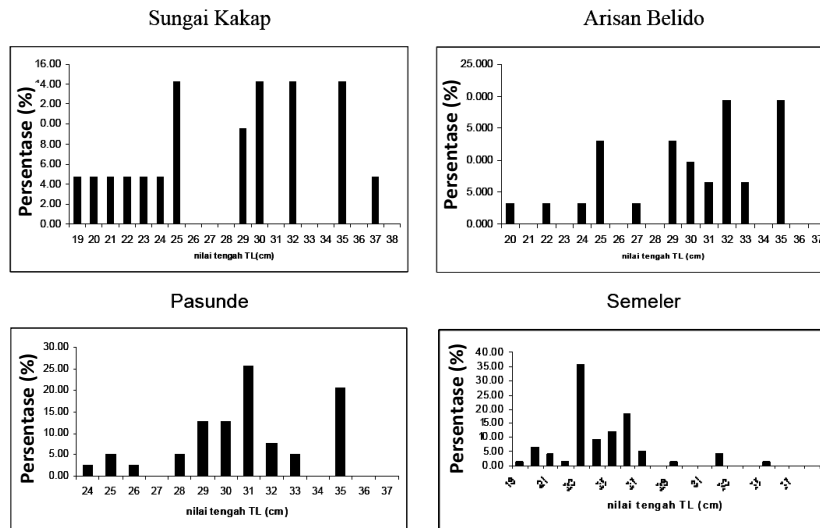 Sungai Kakap
Arisan Belido
Persentase (%)
16.00
14.00
2.00
0.00
8.00
6.00
4.00
2.00
0.00
19 20 21 22 23 24 25 26 27 28 29 30 31 32 33 35 37 38
nilai tengah TL(cm)
Persentase (%)
25.000
0.000
5.000
0.000
5.000
0.000
20 21 22 24 25 26 27 28 29 30 31 32 33 34 35 36 37
nilai tengah TL (cm)
Pasunde
Semeler
Persentase (%)
30.00
25.00
20.00
15.00
10.00
5.00
0.00
24 25 26 27 28 29 30 31 32 33 34 35 36 37
nilai tengah TL (cm)
Persentase (%)
40.00
35.00
30.00
25.00
20.00
15.00
10.00
5.00
0.00
19 21
nilai tengah TL (cm)